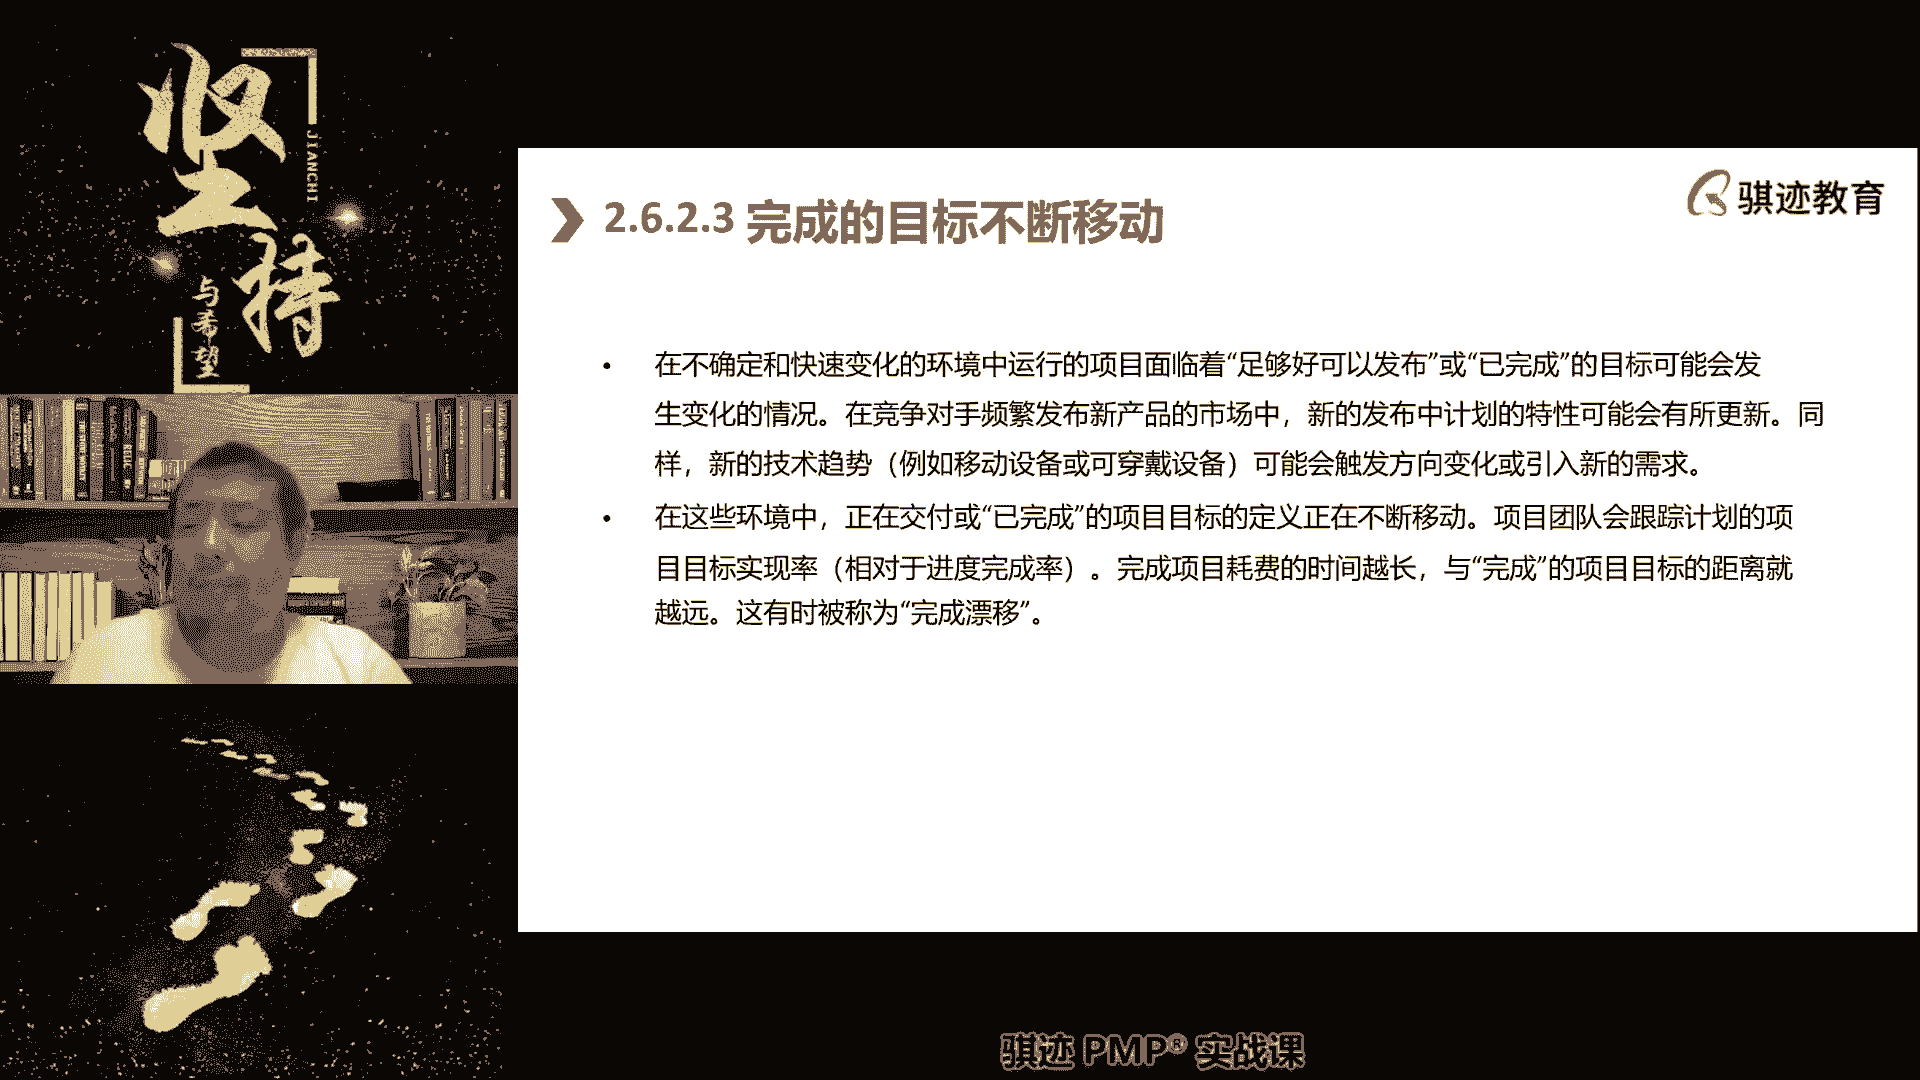 坚持
JIANCHI
与希望
骐迹教育
2.6.2.3 完成的目标不断移动
• 在不确定和快速变化的环境中运行的项目面临着“足够好可以发布”或“已完成”的目标可能会发
生变化的情况。在竞争对手频繁发布新产品的市场中，新的发布中计划的特性可能会有所更新。同
样，新的技术趋势（例如移动设备或可穿戴设备）可能会触发方向变化或引入新的需求。
• 在这些环境中，正在交付或“已完成”的项目目标的定义正在不断移动。项目团队会跟踪计划的项
目目标实现率（相对于进度完成率）。完成项目耗费的时间越长，与“完成”的项目目标的距离就
越远。这有时被称为“完成漂移”。
骐迹 PMP® 实战课